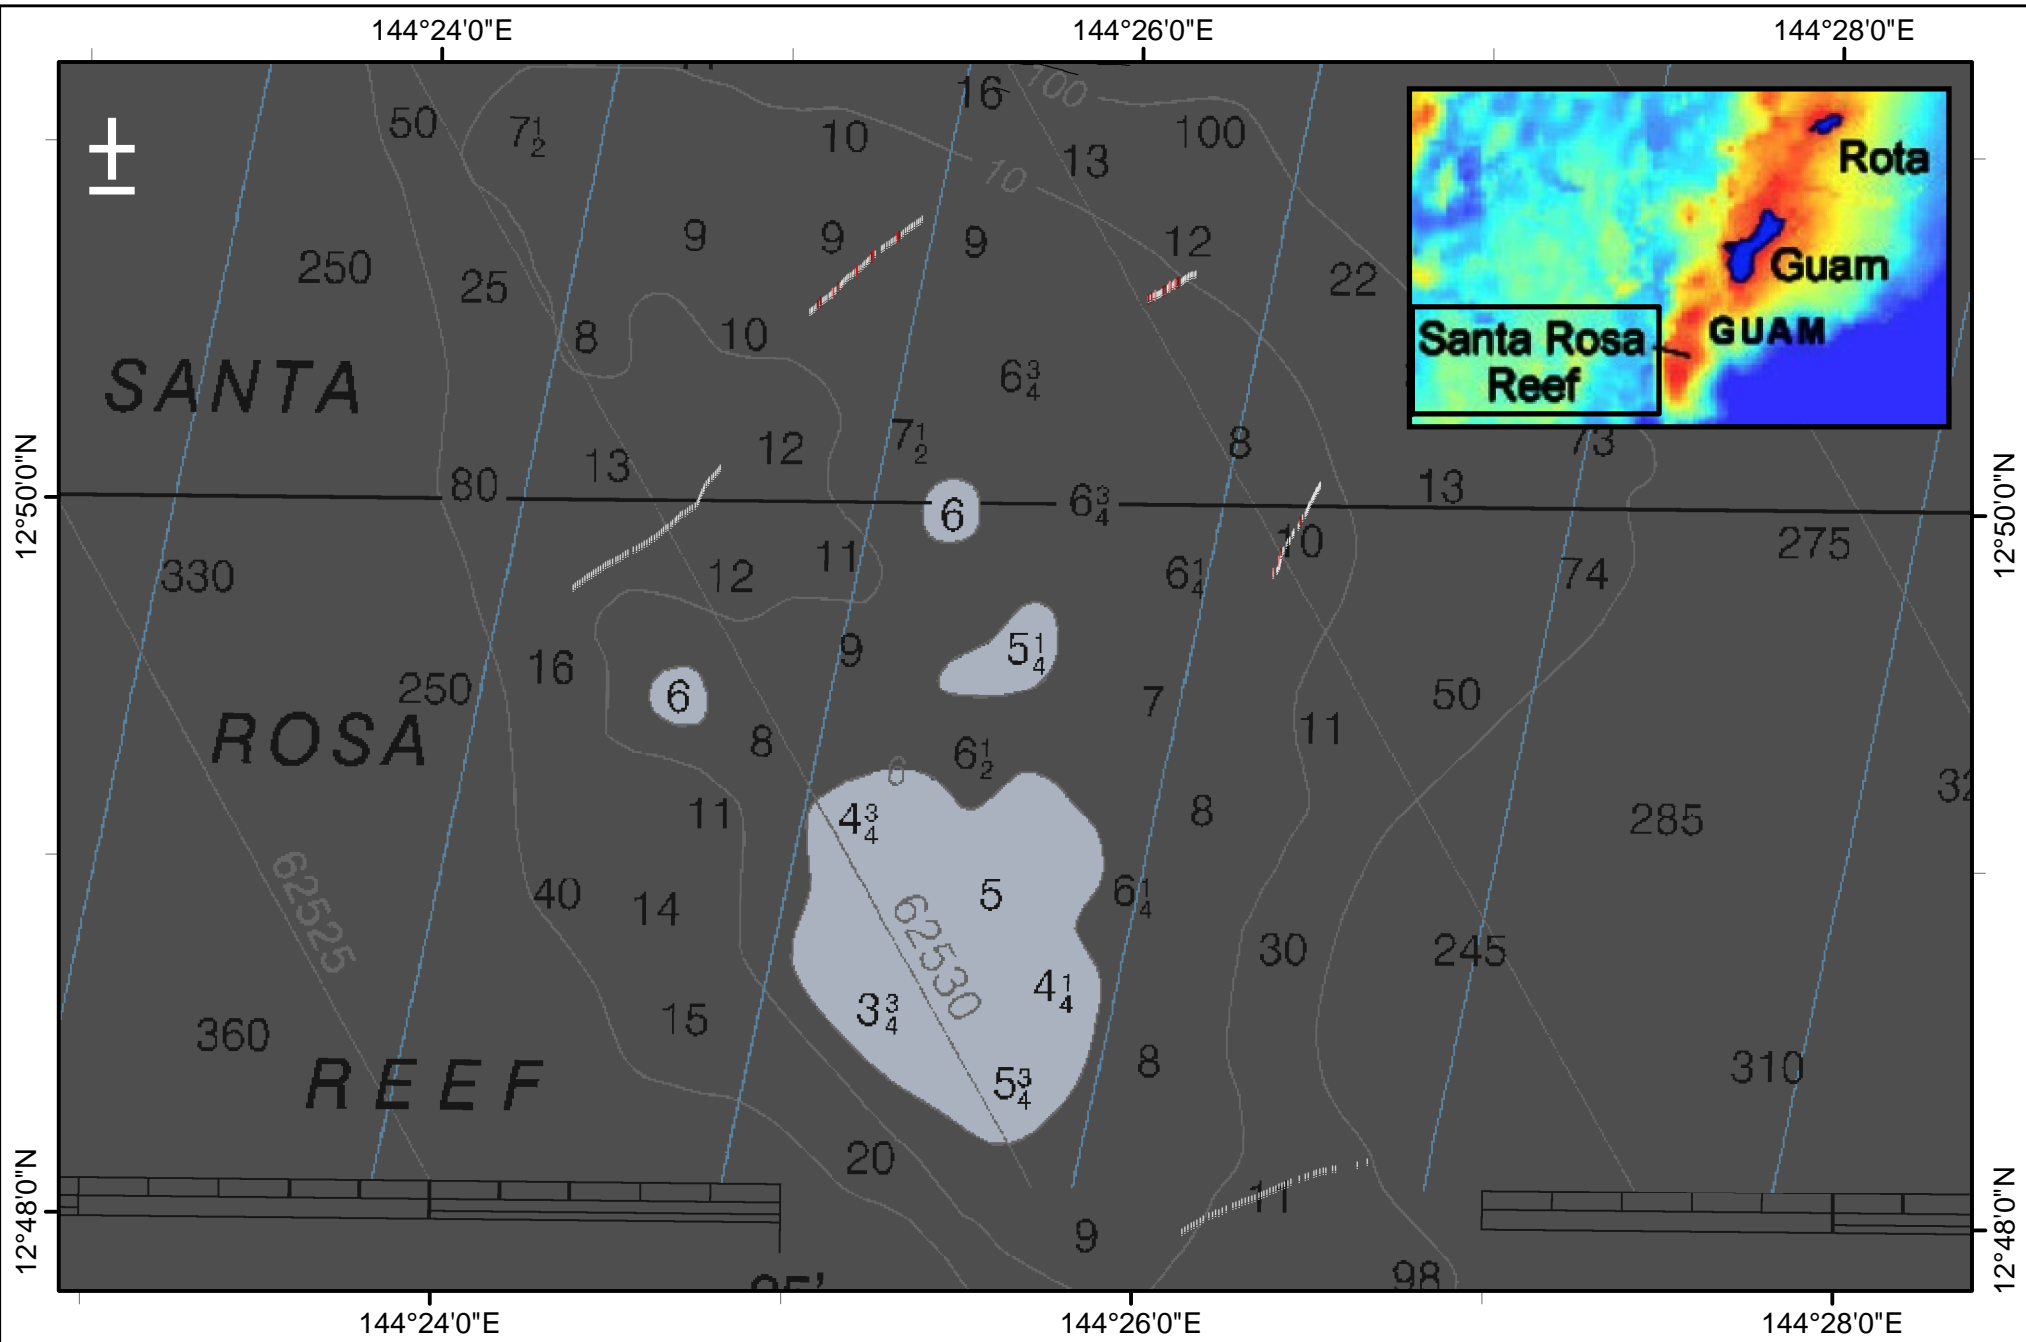 144°24'0"E 144°26'0"E 144°28'0"E
16 100
50 7½ 10 13 100
10
Rota
9 9 9 12
250 25 22
Guam
8 10
GUAM
Santa Rosa
Reef
SANTA
6¾
7½ 8 73
13 12
12°50'0"N 80 6 6¾ 13 12°50'0"N
10 275
330 12 11 6¼ 74
16 9 5¼
250 6 7 50
ROSA 8 6½ 11
6
11 4¾ 8 285
62525 40 14 5 6¼
62530 30 245
360 15 3¾ 4¼
REEF 5¾ 8 310
20
12°48'0"N 11 12°48'0"N
9
98
144°24'0"E 144°26'0"E 144°28'0"E